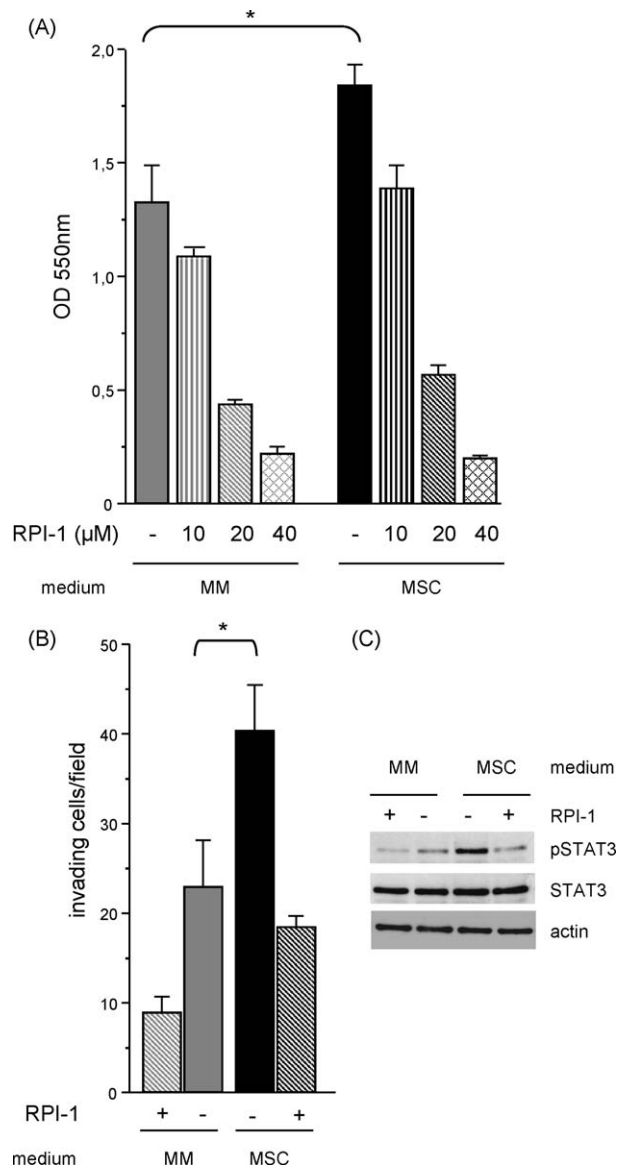 (A)
*
2,0
1,5
1,0
0,5
0
OD 550nm
RPI-1 (µM) - 10 20 40 - 10 20 40
medium MM MSC
(B)
*
50
40
30
20
10
0
invading cells/field
RPI-1 + - - +
medium MM MSC
(C)
MM MSC medium
+ - - + RPI-1
pSTAT3
STAT3
actin